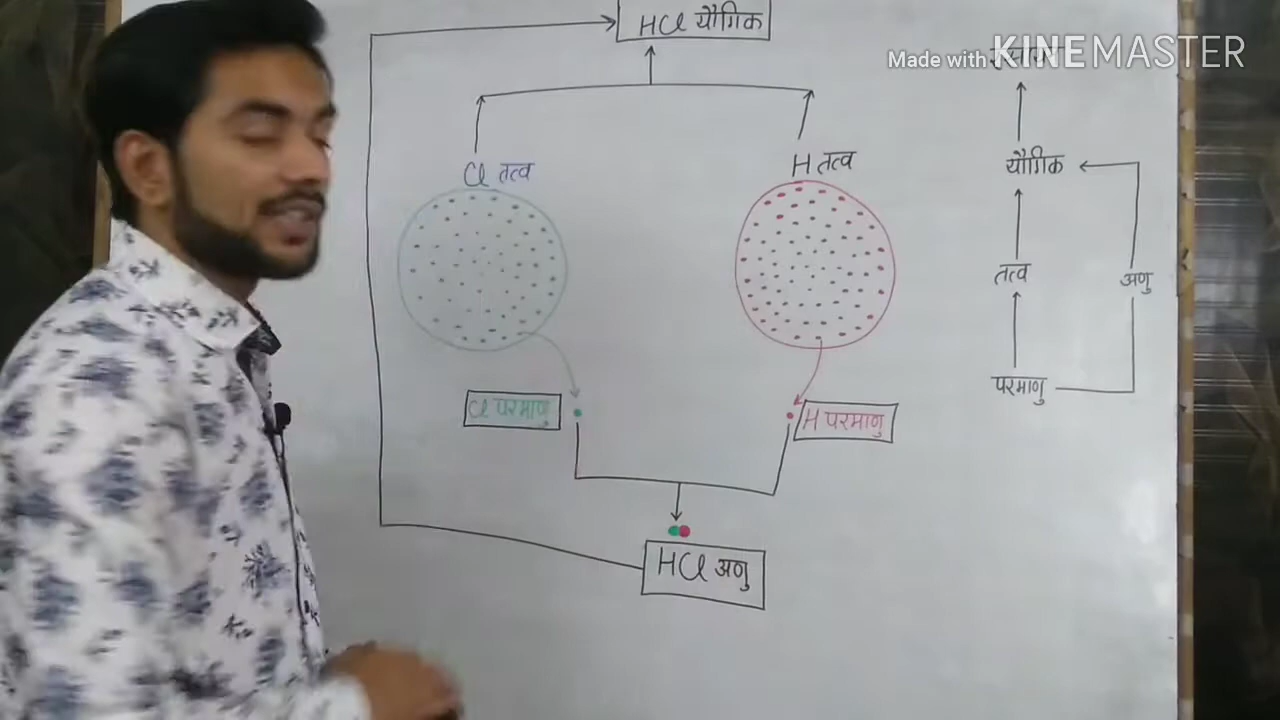 HCl यौगिक
Made with KINEMASTER
Cl तत्व
H तत्व
यौगिक
तत्व
अणु
परमाणु
Cl परमाणु
H परमाणु
HCl अणु